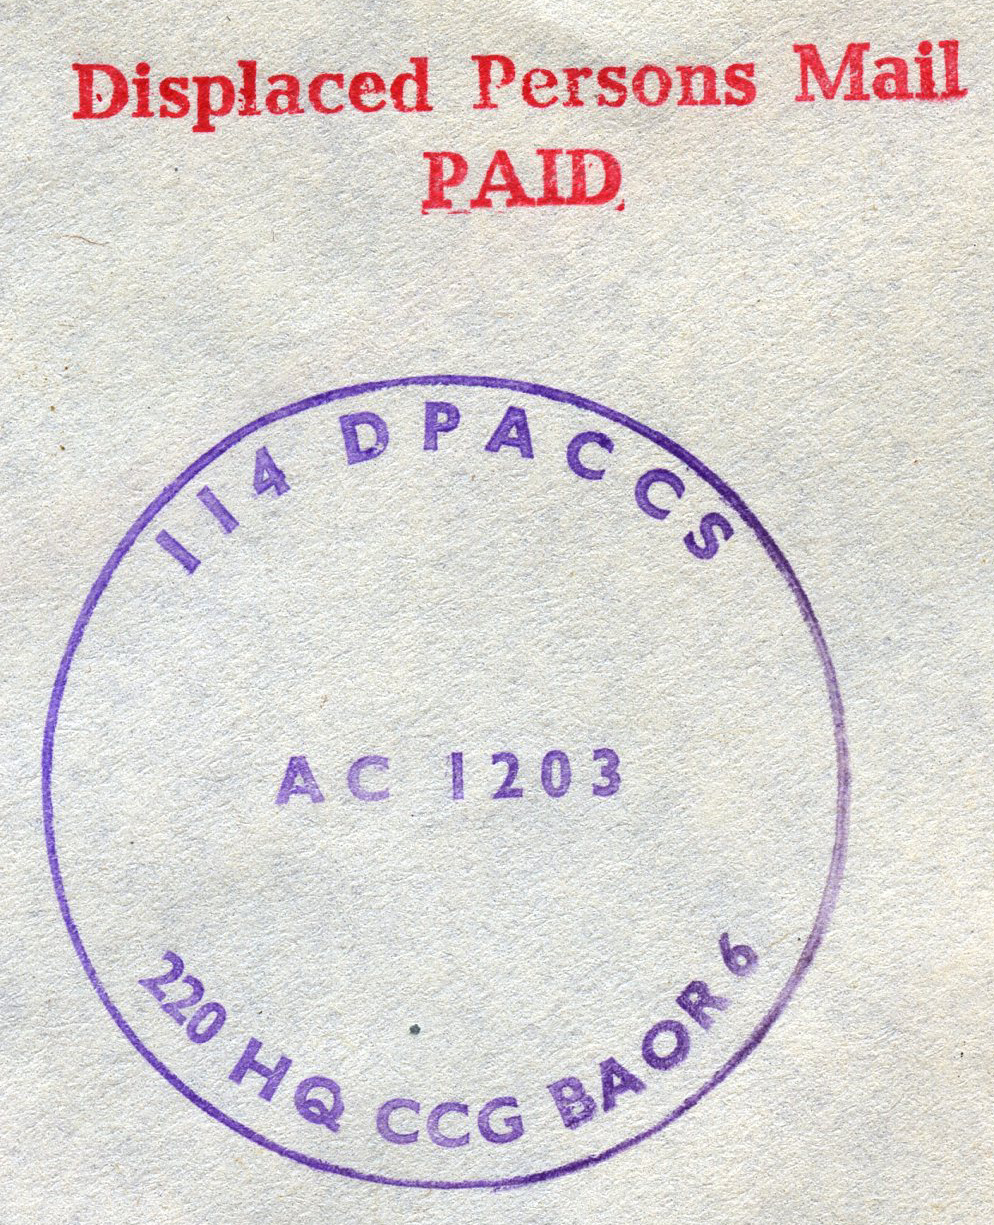 Displaced Persons Mail
PAID
114 DPACCS
AC 1203
220 HQ CCG BAOR 6